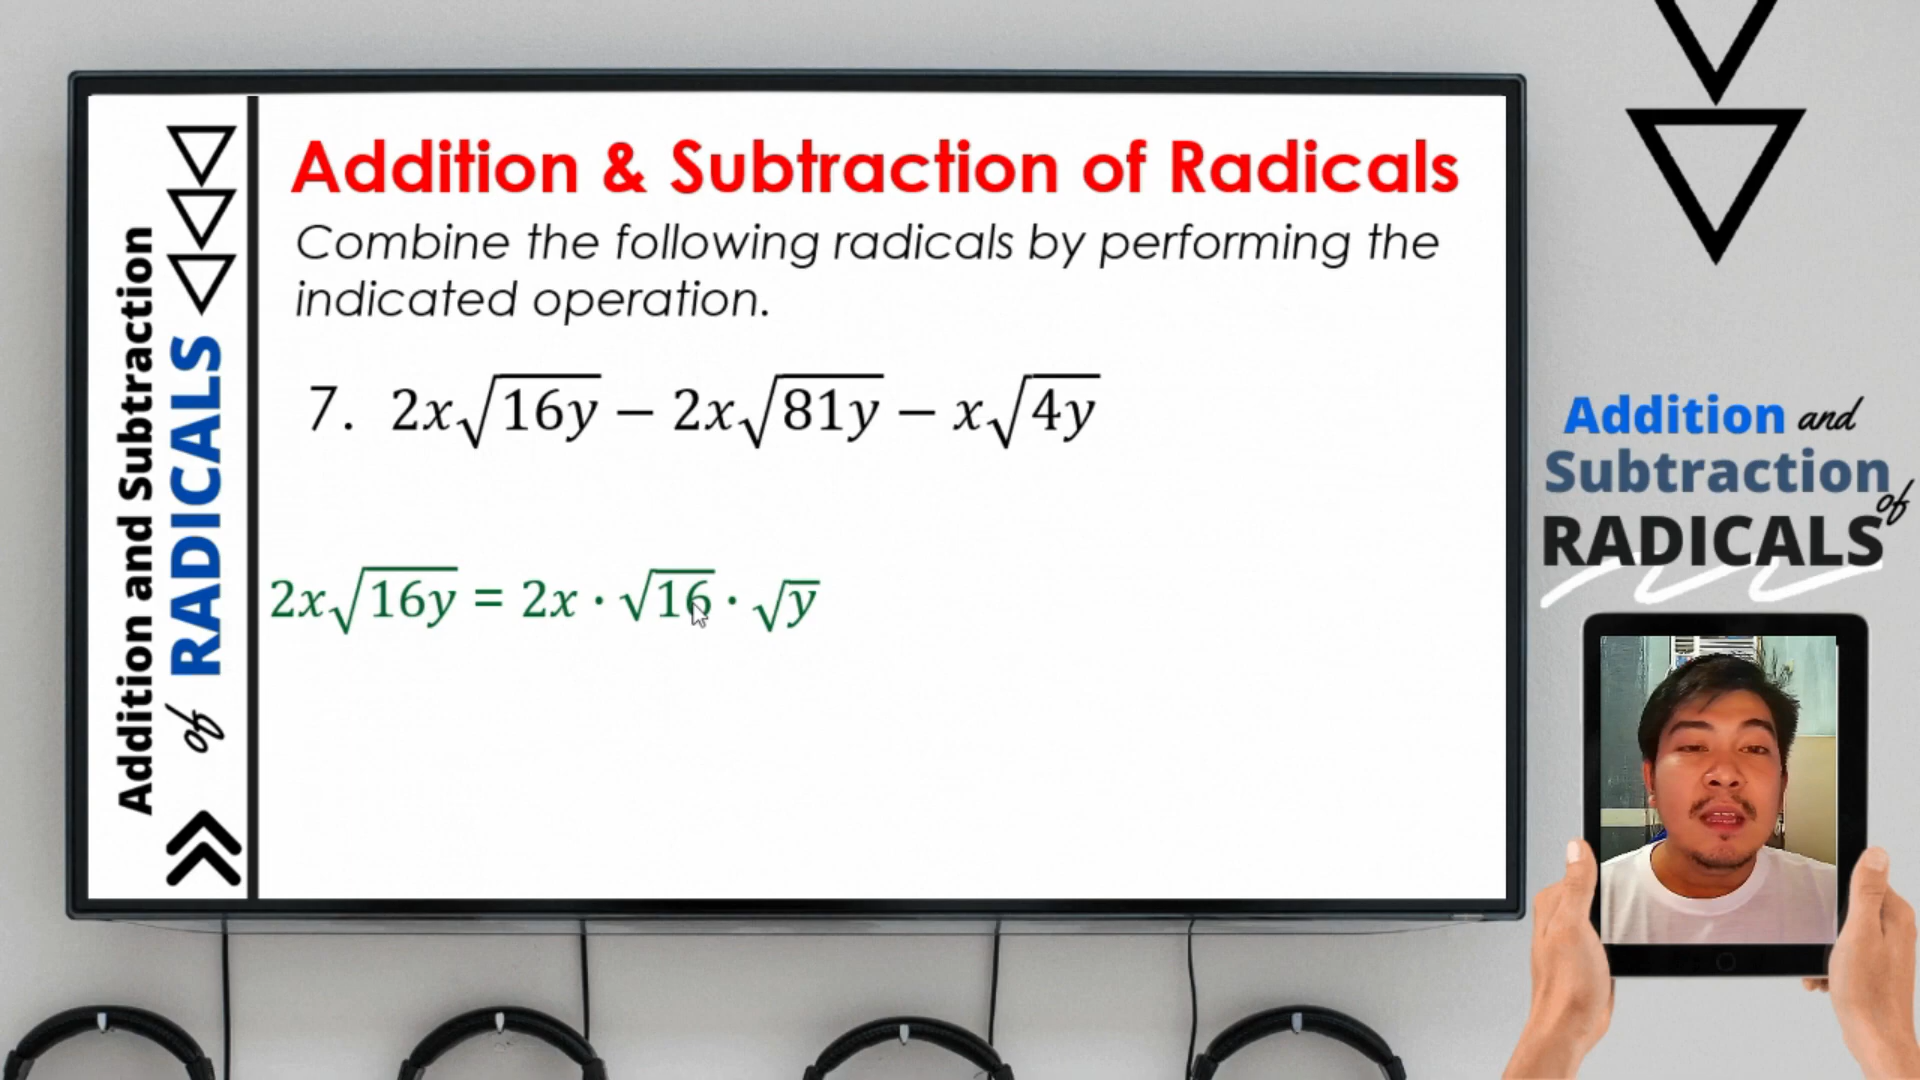 Addition & Subtraction of Radicals
Combine the following radicals by performing the
indicated operation.
7. 2x√16y − 2x√81y − x√4y
2x√16y = 2x · √16 · √y
Addition and Subtraction
of RADICALS
Addition and
Subtraction
of
RADICALS